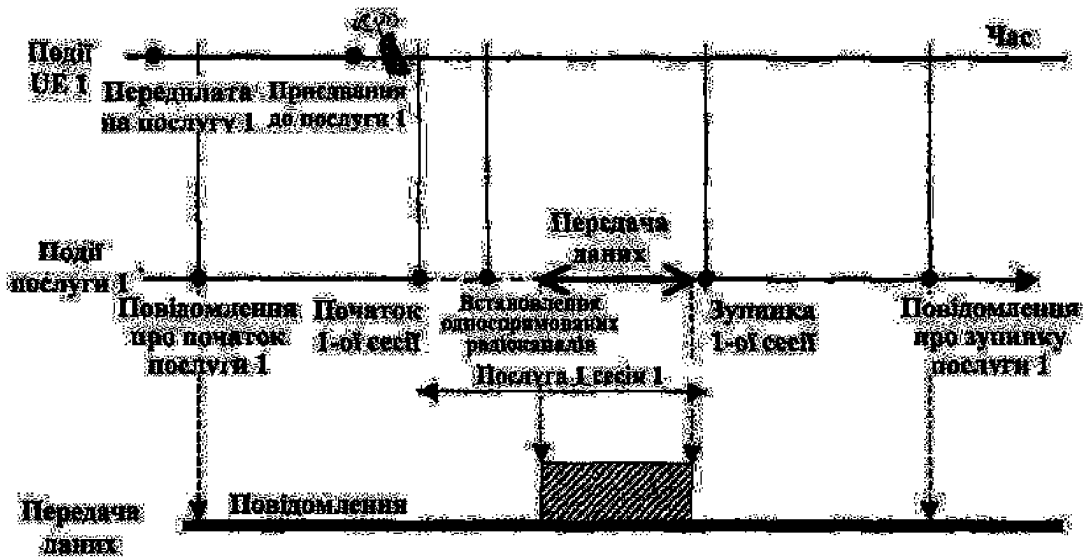 Час
Події
UE 1
Передплата
на послугу 1
Приєднання
до послуги 1
Передача
даних
Події
послуги 1
Повідомлення
про початок
послуги 1
Початок
1-ої сесії
Встановлення
односпрямованих
радіоканалів
Зупинка
1-ої сесії
Повідомлення
про зупинку
послуги 1
Послуга 1 сесія 1
Повідомлення
Передача
даних